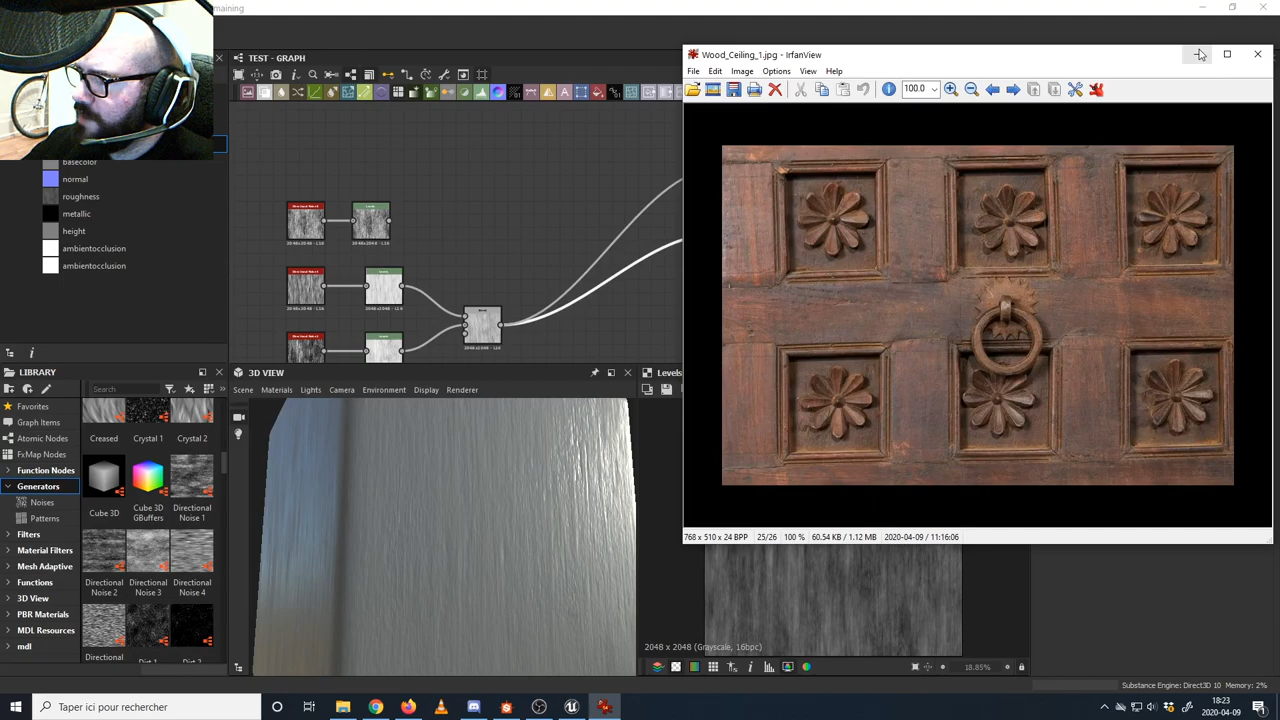 maining
TEST - GRAPH
basecolor
normal
roughness
metallic
height
ambientocclusion
ambientocclusion
Wood_Ceiling_1.jpg - IrfanView
File Edit Image Options View Help
100.0
768 x 510 x 24 BPP 25/26 100 % 60.54 KB / 1.12 MB 2020-04-09 / 11:16:06
LIBRARY
Search
Favorites
Graph Items
Atomic Nodes
FxMap Nodes
Function Nodes
Generators
Noises
Patterns
Filters
Material Filters
Mesh Adaptive
Functions
3D View
PBR Materials
MDL Resources
mdl
Creased Crystal 1 Crystal 2
Cube 3D Cube 3D GBuffers Directional Noise 1
Directional Noise 2 Directional Noise 3 Directional Noise 4
Directional Dirt 1 Dirt 2
3D VIEW
Scene Materials Lights Camera Environment Display Renderer
Levels
2048 x 2048 (Grayscale, 16bpc)
18.85%
Substance Engine: Direct3D 10 Memory: 2%
Taper ici pour rechercher
18:23
2020-04-09